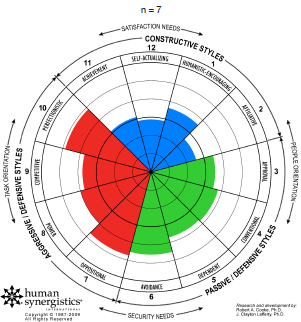 n = 7
SATISFACTION NEEDS
CONSTRUCTIVE STYLES
12
SELF-ACTUALIZING
1
HUMANISTIC-ENCOURAGING
2
AFFILIATIVE
3
APPROVAL
4
CONVENTIONAL
5
DEPENDENT
6
AVOIDANCE
7
OPPOSITIONAL
8
POWER
9
COMPETITIVE
10
PERFECTIONISTIC
11
ACHIEVEMENT
PEOPLE ORIENTATION
PASSIVE / DEFENSIVE STYLES
SECURITY NEEDS
AGGRESSIVE / DEFENSIVE STYLES
TASK ORIENTATION
human
synergistics®
INTERNATIONAL
Copyright © 1987-2009
All Rights Reserved
Research and development by:
Robert A. Cooke, Ph.D.
J. Clayton Lafferty, Ph.D.